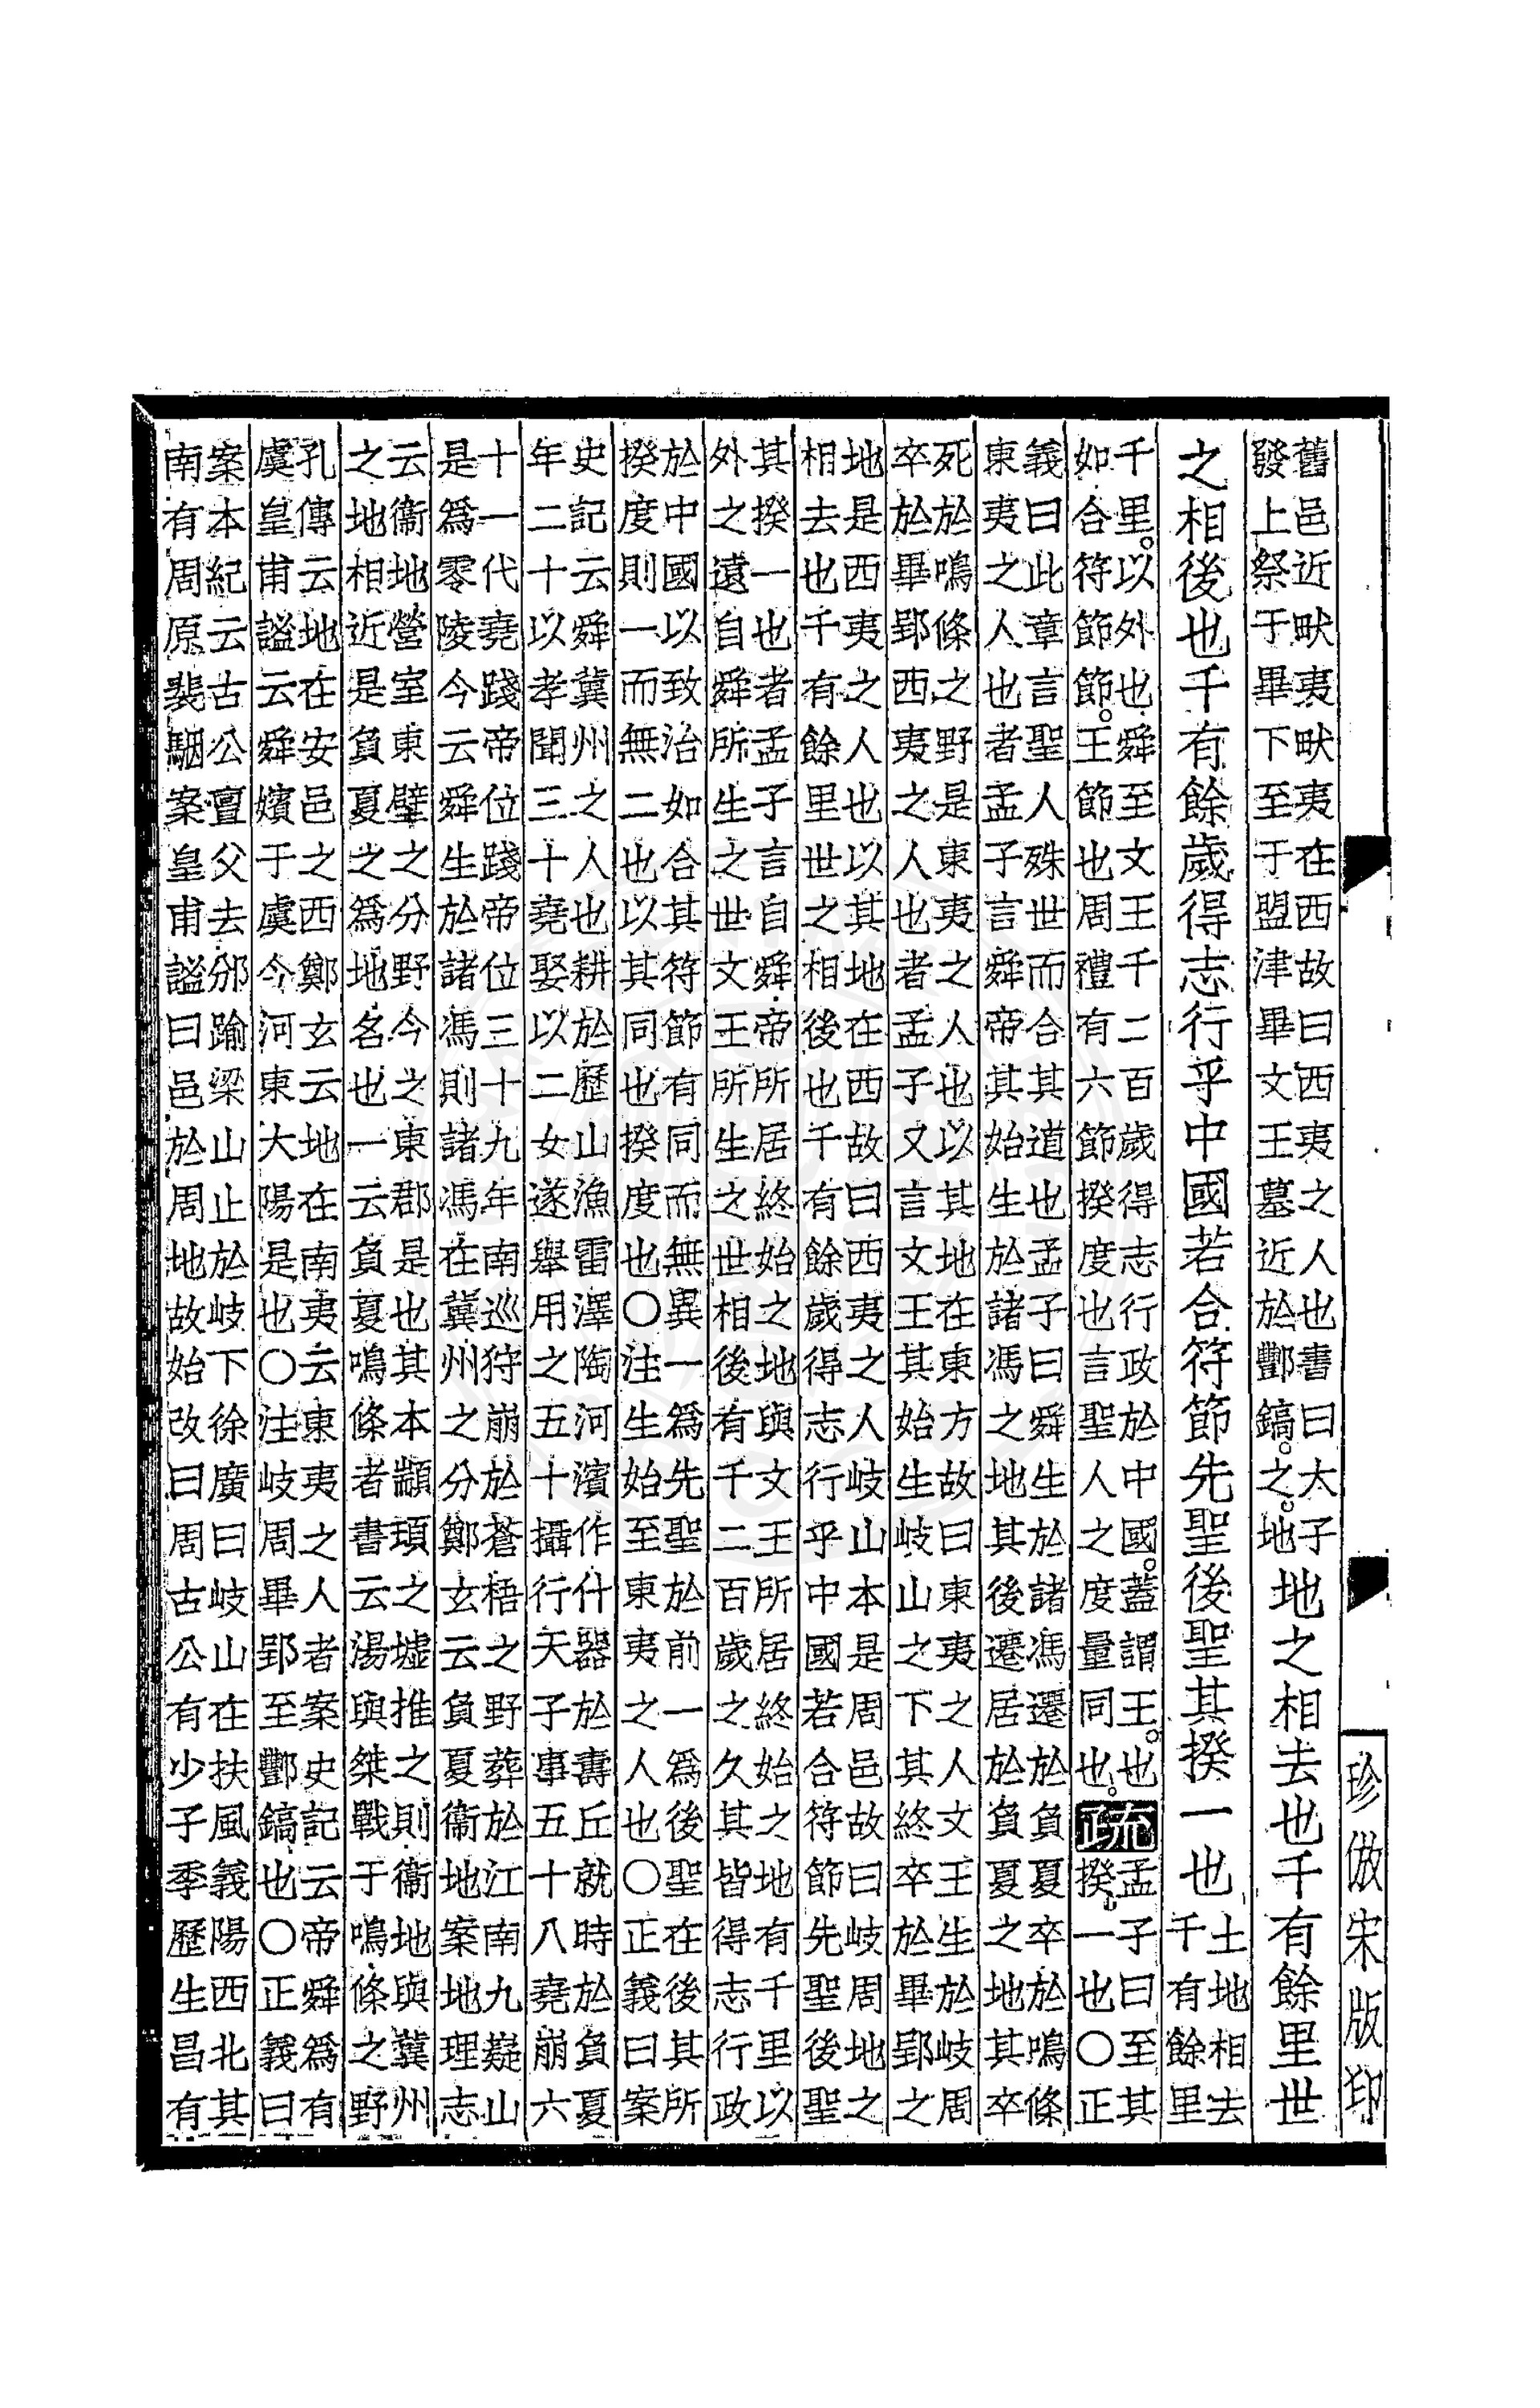 珍倣宋版印
舊邑近畎夷畎夷在西故曰西夷之人也書曰大子
發上祭于畢下至于盟津畢文王墓近於酆鎬。之。地
地之相去也千有餘里世
之相後也千有餘歲得志行乎中國若合符節先聖後聖其揆一也
土地相去
千有餘里
千里。以外也舜至文王千二百歲得志行政於中國。蓋謂王。也
如合符節節。王節也周禮有六節揆度也言聖人之度量同也。
疏
孟子曰至其
揆一也○正
義曰此章言聖人殊世而合其道也孟子曰舜生於諸馮遷於負夏卒於鳴條
東夷之人也者孟子言舜帝其始生於諸馮之地其後遷居於負夏之地其卒
死於鳴條之野是東夷之人也以其地在東方故曰東夷之人文王生於岐周
卒於畢郢西夷之人也者孟子又言文王其始生岐山之下其終卒於畢郢之
地是西夷之人也以其地在西故曰西夷之人岐山本是周邑故曰岐周地之
相去也千有餘里世之相後也千有餘歲得志行乎中國若合符節先聖後聖
其揆一也者孟子言自舜帝所居終始之地與文王所居終始之地有千里以
外之遠自舜所生之世文王所生之世相後有千二百歲之久其皆得志行政
於中國以致治如合其符節有同而無異一爲先聖於前一爲後聖在後其所
揆度則一而無二也以其同也揆度也○注生始至東夷之人也○正義曰案
史記云舜冀州之人也耕於歷山漁雷澤陶河濱作什器於壽丘就時於負夏
年二十以孝聞三十堯娶以二女遂舉用之五十攝行天子事五十八堯崩六
十一代堯踐帝位踐帝位三十九年南巡狩崩於蒼梧之野葬於江南九嶷山
是爲零陵今云舜生於諸馮則諸馮在冀州之分鄭玄云負夏衞地案地理志
云衞地營室東壁之分野今之東郡是也其本顓頊之墟推之則衞地與冀州
之地相近是負夏之爲地名也一云負夏鳴條者書云湯與桀戰于鳴條之野
孔傳云地在安邑之西鄭玄云地在南夷云東夷之人者案史記云帝舜爲有
虞皇甫謐云舜嬪于虞今河東大陽是也○注岐周畢郢至酆鎬也○正義曰
案本紀云古公亶父去邠踰梁山止於岐下徐廣曰岐山在扶風義陽西北其
南有周原裴駰案皇甫謐曰邑於周地故始改曰周古公有少子季歷生昌有